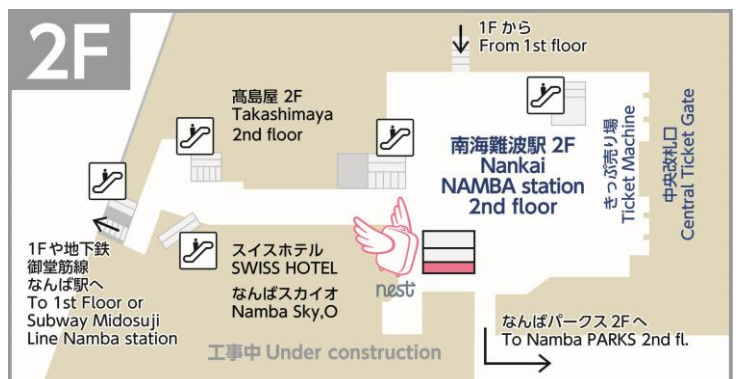 2F
1Fから
From 1st floor
髙島屋 2F
Takashimaya
2nd floor
南海難波駅 2F
Nankai
NAMBA station
2nd floor
きっぷ売り場
Ticket Machine
中央改札口
Central Ticket Gate
1Fや地下鉄
御堂筋線
なんば駅へ
To 1st Floor or
Subway Midosuji
Line Namba station
スイスホテル
SWISS HOTEL
なんばスカイオ
Namba Sky,O
nest
なんばパークス 2Fへ
To Namba PARKS 2nd fl.
工事中 Under construction